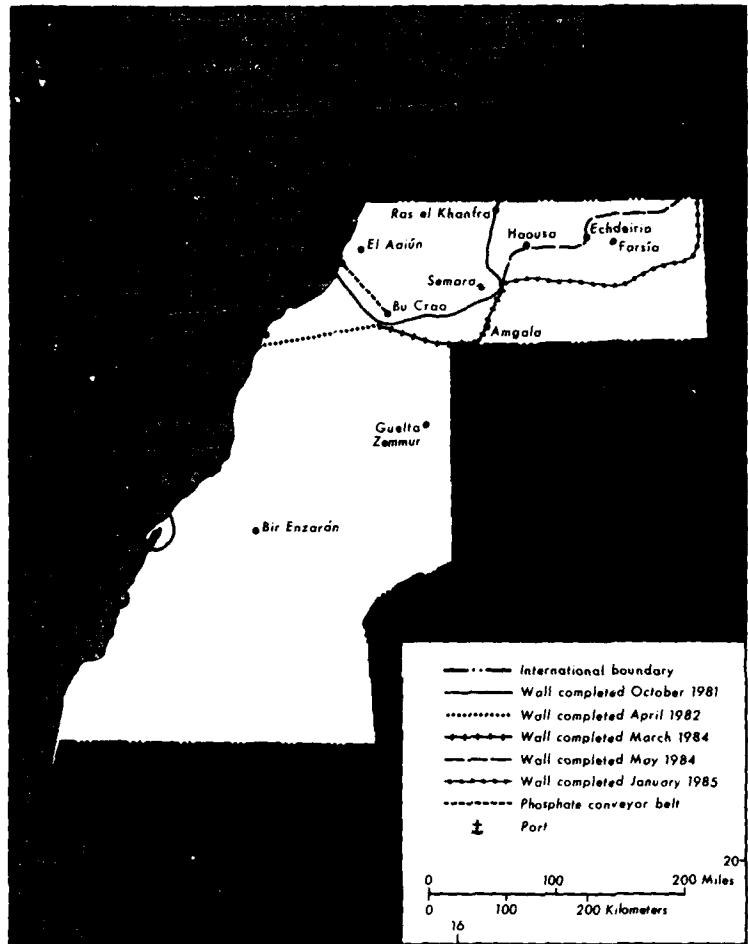 Ras el Khanfra
Haousa
Echdeiria
Farsía
El Aaiún
Semara
Bu Craa
Amgala
Guelta
Zemmur
Bir Enzarán
International boundary
Wall completed October 1981
Wall completed April 1982
Wall completed March 1984
Wall completed May 1984
Wall completed January 1985
Phosphate conveyor belt
Port
20
0 100 200 Miles
0 100 200 Kilometers
16